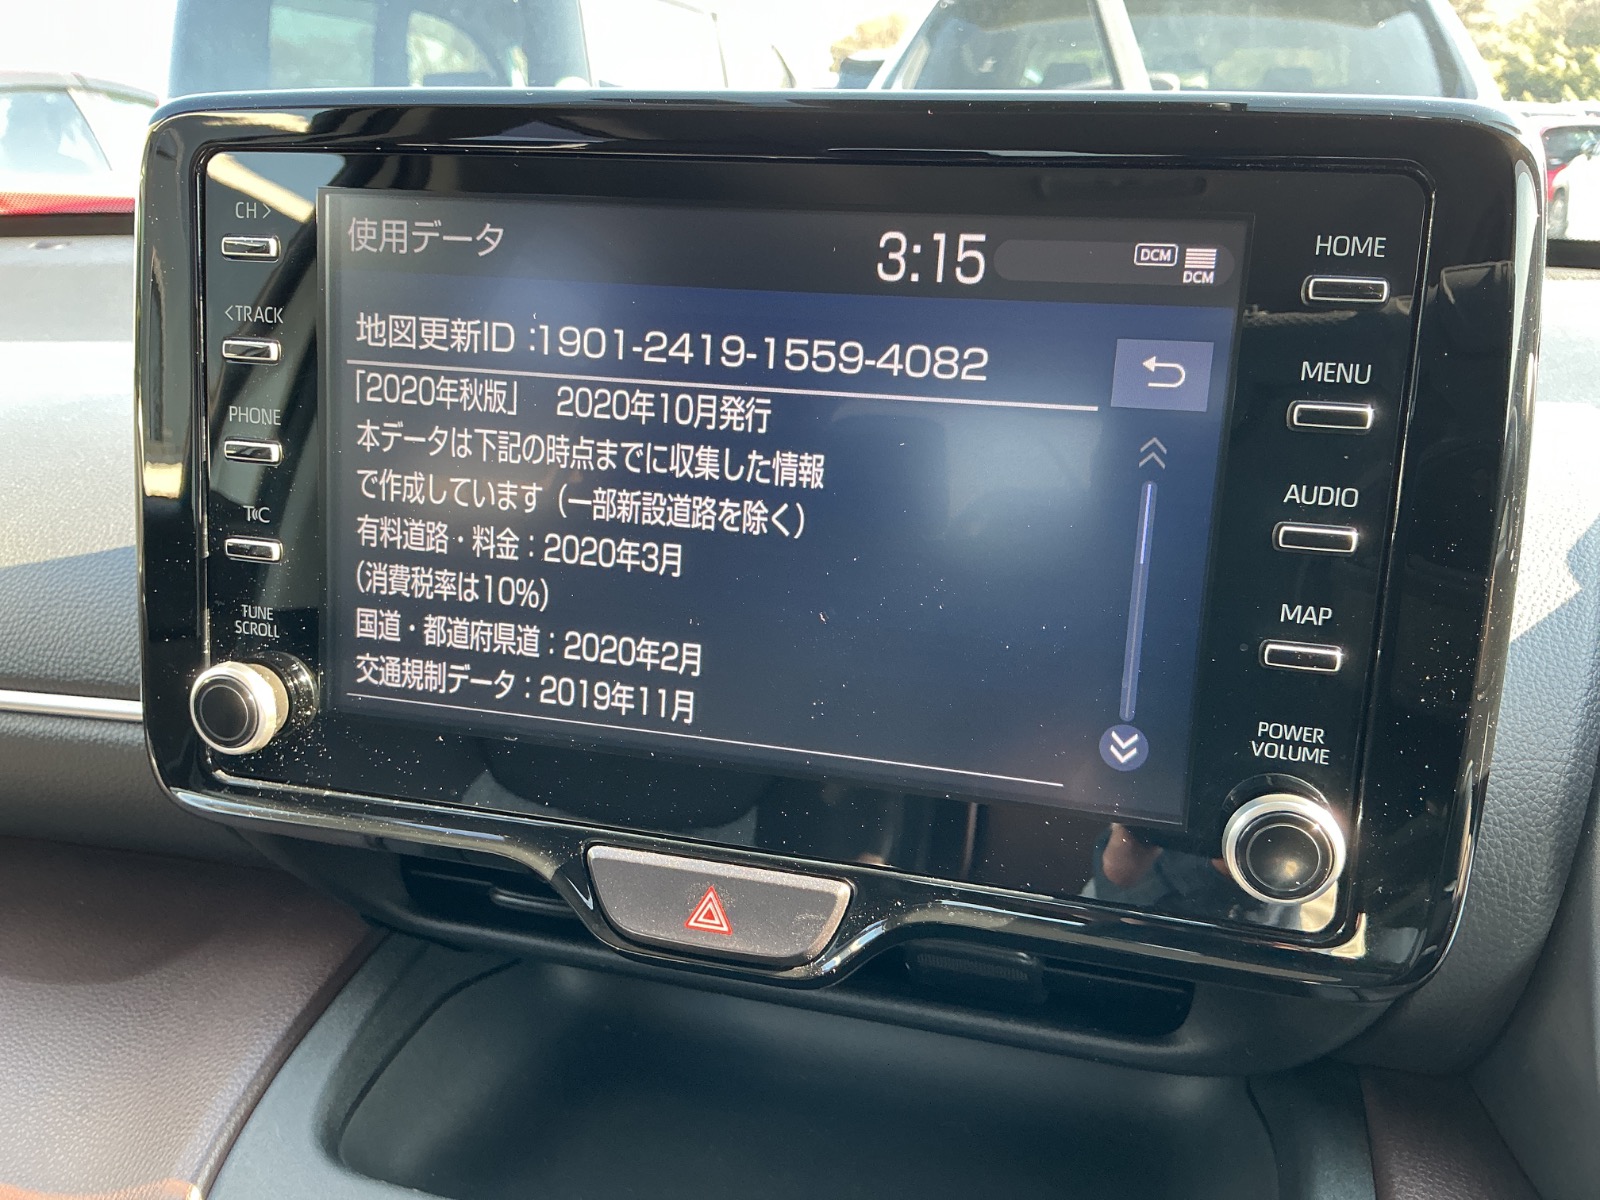 CH >
< TRACK
PHONE
T℃
TUNE
SCROLL
使用データ
3:15
DCM
DCM
地図更新ID :1901-2419-1559-4082
「2020年秋版」 2020年10月発行
本データは下記の時点までに収集した情報
で作成しています（一部新設道路を除く）
有料道路・料金：2020年3月
（消費税率は10%）
国道・都道府県道：2020年2月
交通規制データ：2019年11月
HOME
MENU
AUDIO
MAP
POWER
VOLUME